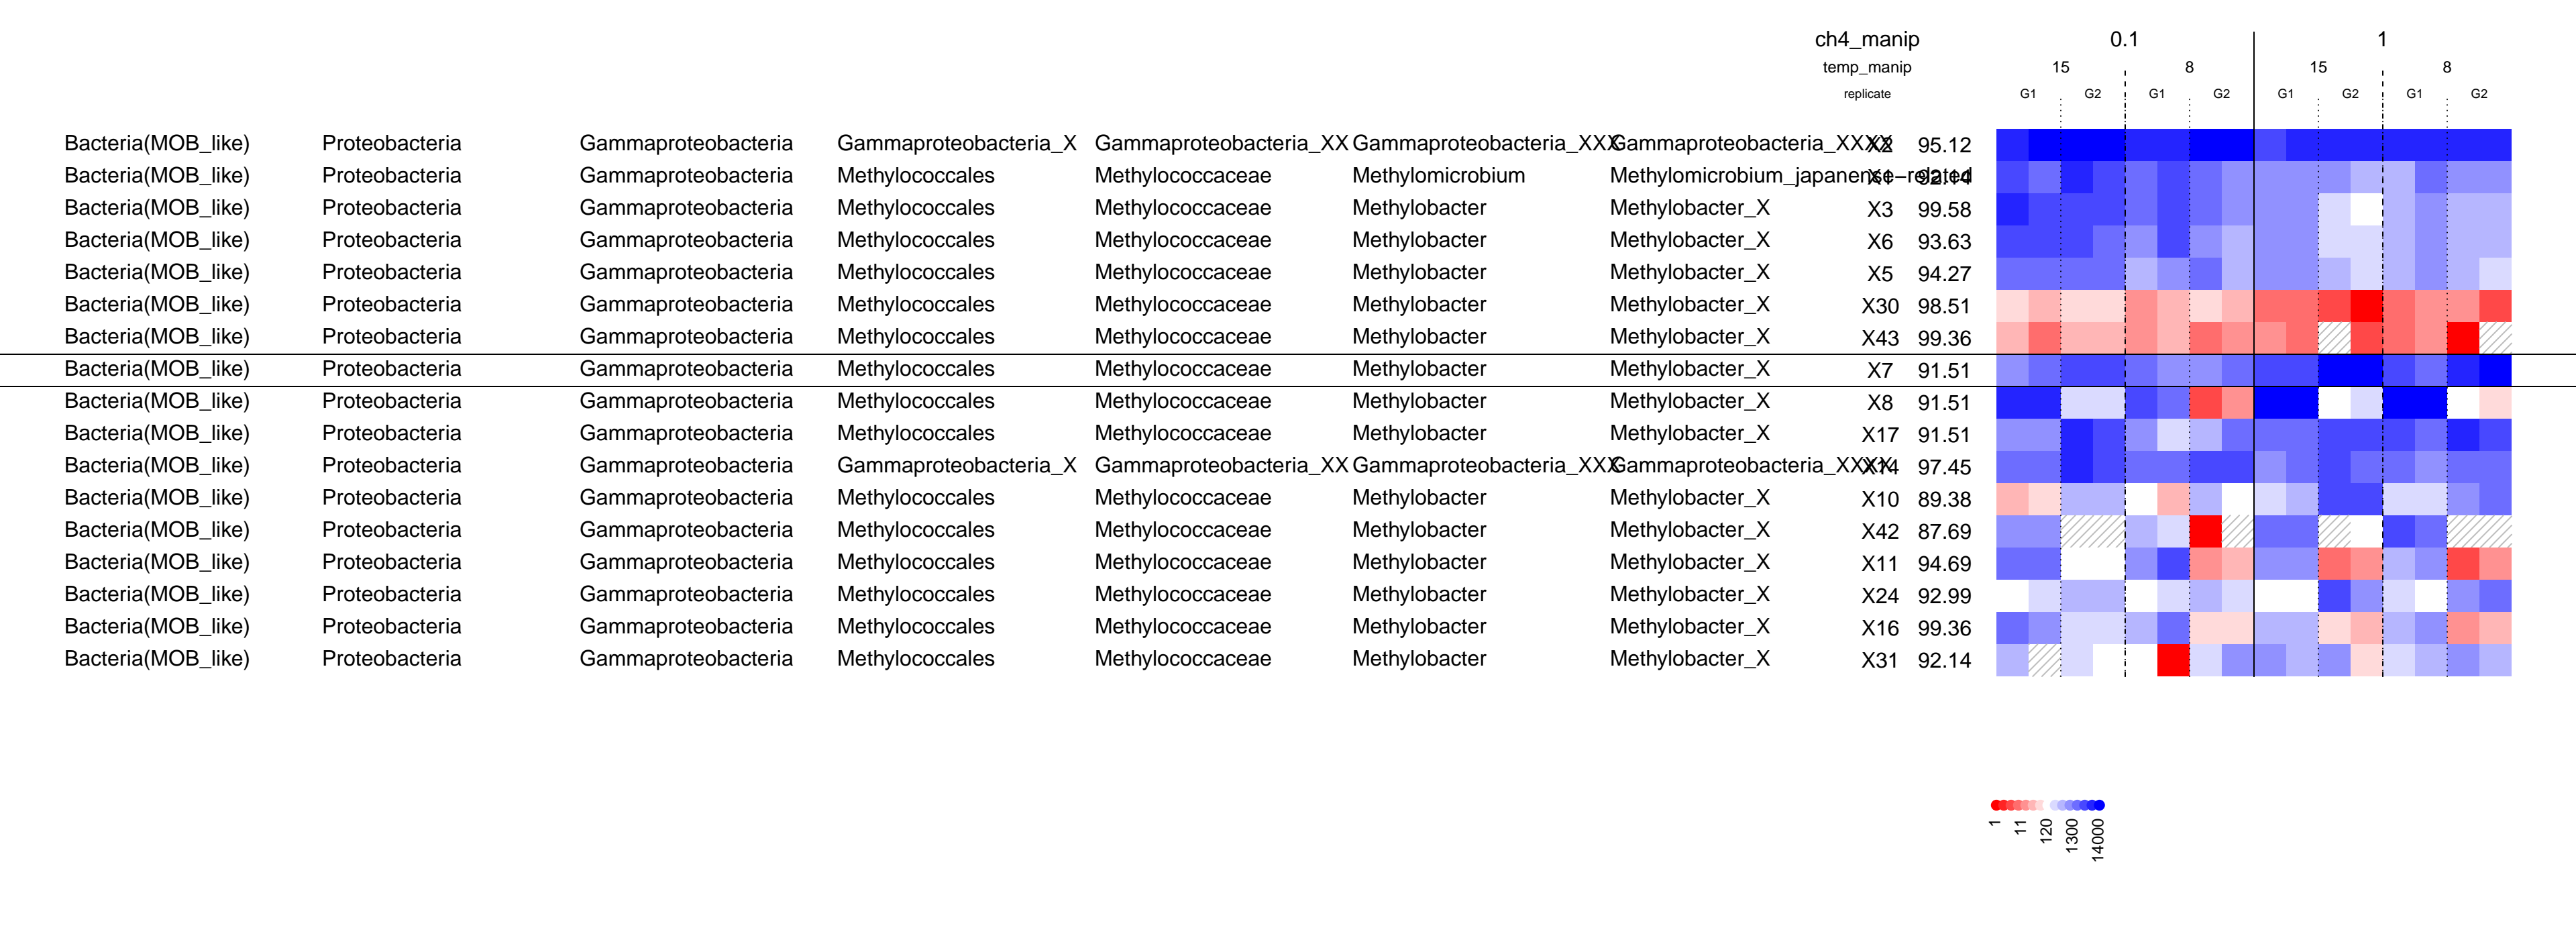 ch4_manip 0.1 1
temp_manip 15 8 15 8
replicate G1 G2 G1 G2 G1 G2 G1 G2
Bacteria(MOB_like) Proteobacteria Gammaproteobacteria Gammaproteobacteria_X Gammaproteobacteria_XX Gammaproteobacteria_XXX Gammaproteobacteria_XXXX X2 95.12
Bacteria(MOB_like) Proteobacteria Gammaproteobacteria Methylococcales Methylococcaceae Methylomicrobium Methylomicrobium_japanense−related X1 92.14
Bacteria(MOB_like) Proteobacteria Gammaproteobacteria Methylococcales Methylococcaceae Methylobacter Methylobacter_X X3 99.58
Bacteria(MOB_like) Proteobacteria Gammaproteobacteria Methylococcales Methylococcaceae Methylobacter Methylobacter_X X6 93.63
Bacteria(MOB_like) Proteobacteria Gammaproteobacteria Methylococcales Methylococcaceae Methylobacter Methylobacter_X X5 94.27
Bacteria(MOB_like) Proteobacteria Gammaproteobacteria Methylococcales Methylococcaceae Methylobacter Methylobacter_X X30 98.51
Bacteria(MOB_like) Proteobacteria Gammaproteobacteria Methylococcales Methylococcaceae Methylobacter Methylobacter_X X43 99.36
Bacteria(MOB_like) Proteobacteria Gammaproteobacteria Methylococcales Methylococcaceae Methylobacter Methylobacter_X X7 91.51
Bacteria(MOB_like) Proteobacteria Gammaproteobacteria Methylococcales Methylococcaceae Methylobacter Methylobacter_X X8 91.51
Bacteria(MOB_like) Proteobacteria Gammaproteobacteria Methylococcales Methylococcaceae Methylobacter Methylobacter_X X17 91.51
Bacteria(MOB_like) Proteobacteria Gammaproteobacteria Gammaproteobacteria_X Gammaproteobacteria_XX Gammaproteobacteria_XXX Gammaproteobacteria_XXXX X14 97.45
Bacteria(MOB_like) Proteobacteria Gammaproteobacteria Methylococcales Methylococcaceae Methylobacter Methylobacter_X X10 89.38
Bacteria(MOB_like) Proteobacteria Gammaproteobacteria Methylococcales Methylococcaceae Methylobacter Methylobacter_X X42 87.69
Bacteria(MOB_like) Proteobacteria Gammaproteobacteria Methylococcales Methylococcaceae Methylobacter Methylobacter_X X11 94.69
Bacteria(MOB_like) Proteobacteria Gammaproteobacteria Methylococcales Methylococcaceae Methylobacter Methylobacter_X X24 92.99
Bacteria(MOB_like) Proteobacteria Gammaproteobacteria Methylococcales Methylococcaceae Methylobacter Methylobacter_X X16 99.36
Bacteria(MOB_like) Proteobacteria Gammaproteobacteria Methylococcales Methylococcaceae Methylobacter Methylobacter_X X31 92.14
1 11 120 1300 14000